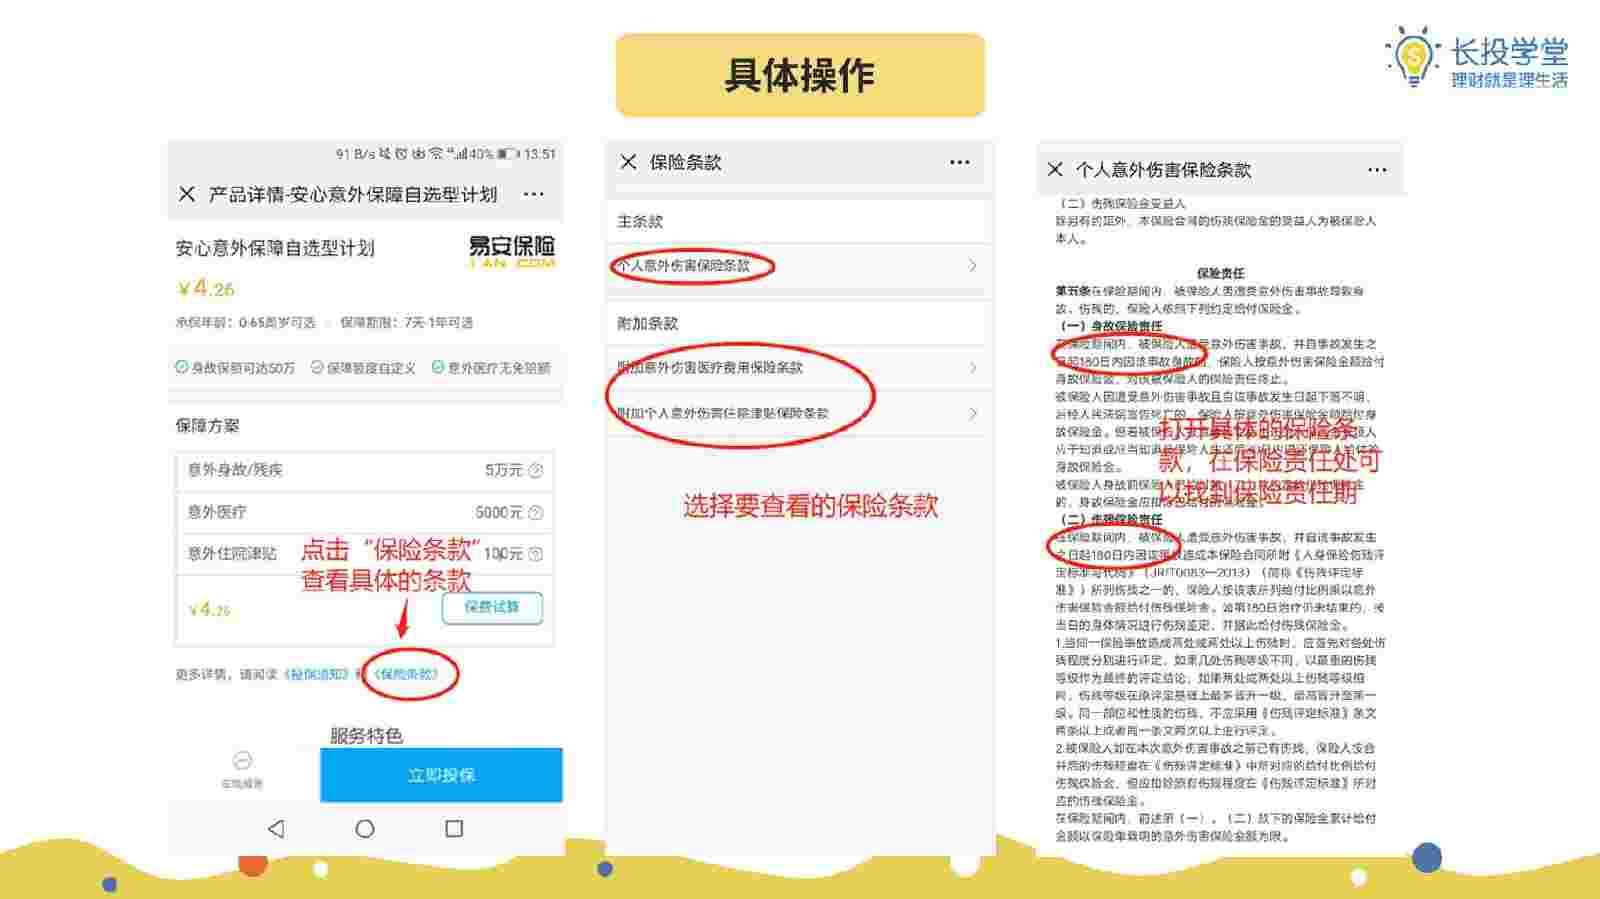 具体操作
长投学堂
理财就是理生活
91 B/s 40% 13:51
产品详情-安心意外保障自选型计划
安心意外保障自选型计划
易安保险
¥4.26
承保年龄：0-65周岁可选 保障期限：7天-1年可选
身故保额可达50万 保障额度自定义 意外医疗无免赔额
保障方案
意外身故/残疾 5万元
意外医疗 5000元
意外住院津贴 100元
点击“保险条款”
查看具体的条款
¥4.26
保费试算
更多详情，请阅读《投保须知》和《保险条款》
服务特色
立即投保
保险条款
主条款
个人意外伤害保险条款
附加条款
附加意外伤害医疗费用保险条款
附加个人意外伤害住院津贴保险条款
选择要查看的保险条款
个人意外伤害保险条款
（二）伤残保险金受益人
除另有约定外，本保险合同的伤残保险金的受益人为被保险人
本人。
保险责任
第五条在保险期间内，被保险人因遭受意外伤害事故导致身
故、伤残的，保险人依照下列约定给付保险金。
（一）身故保险责任
在保险期间内，被保险人遭受意外伤害事故，并自事故发生之
日起180日内因该事故身故的，保险人按意外伤害保险金额给付
身故保险金，对该被保险人的保险责任终止。
被保险人因遭受意外伤害事故且自该事故发生日起下落不明，
身故保险金。
打开具体的保险条
款，在保险责任处可
以找到保险责任期
（二）伤残保险责任
在保险期间内，被保险人遭受意外伤害事故，并自该事故发生
之日起180日内因该事故造成本保险合同所附《人身保险伤残评
定标准与代码》（JR/T0083—2013）（简称《伤残评定标
准》）所列伤残之一的，保险人按该表所列给付比例乘以意外
伤害保险金额给付伤残保险金。如第180日治疗仍未结束的，按
当日的身体情况进行伤残鉴定，并据此给付伤残保险金。
1.当同一保险事故造成两处或两处以上伤残时，应首先对各处伤
残程度分别进行评定，如果几处伤残等级不同，以最重的伤残
等级作为最终的评定结论；如果两处或两处以上伤残等级相
同，伤残等级在原评定基础上最多晋升一级，最高晋升至第一
级。同一部位和性质的伤残，不应采用《伤残评定标准》条文
两条以上或者同一条文两次以上进行评定。
2.被保险人如在本次意外伤害事故之前已有伤残，保险人按合
并后的伤残程度在《伤残评定标准》中所对应的给付比例给付
伤残保险金，但应扣除原有伤残程度在《伤残评定标准》所对
应的伤残保险金。
在保险期间内，前述第（一）、（二）款下的保险金累计给付
金额以保险单载明的意外伤害保险金额为限。